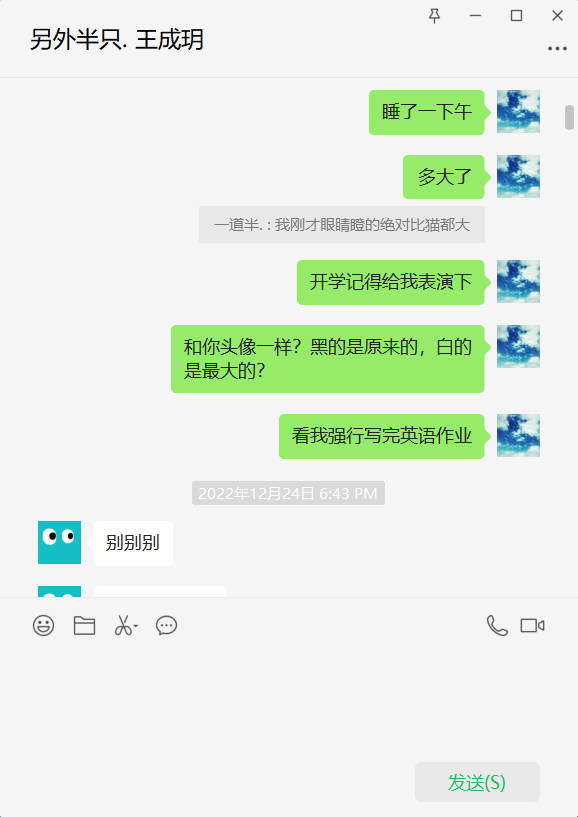 另外半只. 王成玥
睡了一下午
多大了
一道半. : 我刚才眼睛瞪的绝对比猫都大
开学记得给我表演下
和你头像一样？黑的是原来的，白的
是最大的？
看我强行写完英语作业
2022年12月24日 6:43 PM
别别别
发送(S)